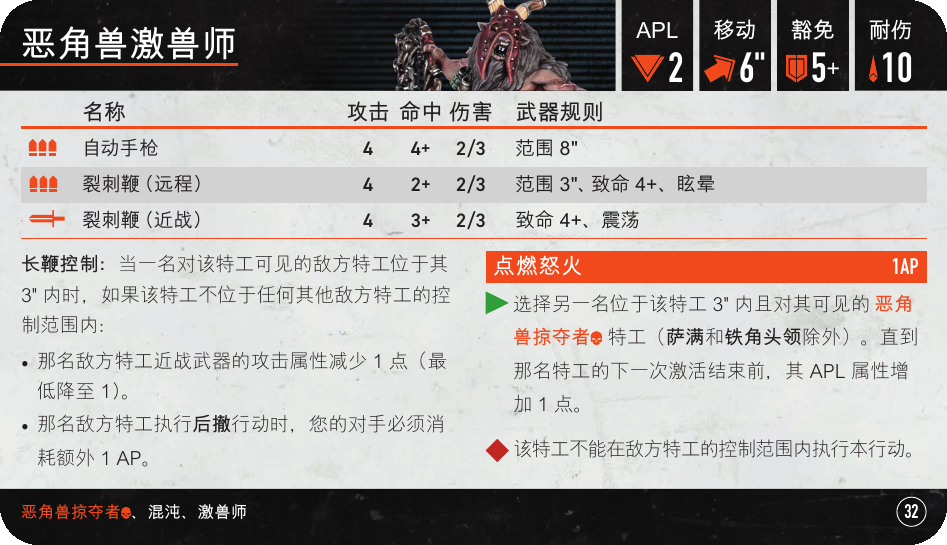 恶角兽激兽师
APL 移动 豁免 耐伤
2 6" 5+ 10
名称 攻击 命中 伤害 武器规则
自动手枪 4 4+ 2/3 范围 8"
裂刺鞭（远程） 4 2+ 2/3 范围 3"、致命 4+、眩晕
裂刺鞭（近战） 4 3+ 2/3 致命 4+、震荡
长鞭控制：当一名对该特工可见的敌方特工位于其
3" 内时，如果该特工不位于任何其他敌方特工的控
制范围内：
• 那名敌方特工近战武器的攻击属性减少 1 点（最
低降至 1）。
• 那名敌方特工执行后撤行动时，您的对手必须消
耗额外 1 AP。
点燃怒火 1AP
选择另一名位于该特工 3" 内且对其可见的 恶角
兽掠夺者 特工（萨满和铁角头领除外）。直到
那名特工的下一次激活结束前，其 APL 属性增
加 1 点。
该特工不能在敌方特工的控制范围内执行本行动。
恶角兽掠夺者、混沌、激兽师
32